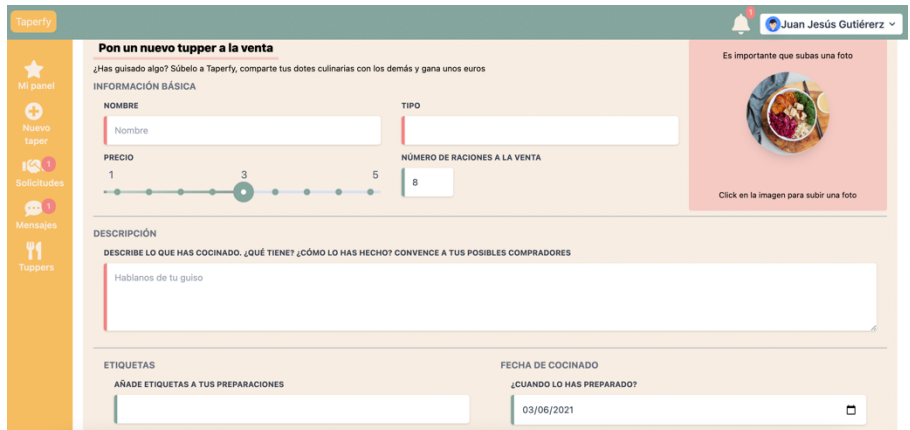 Taperfy
1
Juan Jesús Gutiérerz
Mi panel
Nuevo
taper
1
Solicitudes
1
Mensajes
Tuppers
Pon un nuevo tupper a la venta
¿Has guisado algo? Súbelo a Taperfy, comparte tus dotes culinarias con los demás y gana unos euros
INFORMACIÓN BÁSICA
NOMBRE
Nombre
TIPO
PRECIO
1 3 5
NÚMERO DE RACIONES A LA VENTA
8
Es importante que subas una foto
Click en la imagen para subir una foto
DESCRIPCIÓN
DESCRIBE LO QUE HAS COCINADO. ¿QUÉ TIENE? ¿CÓMO LO HAS HECHO? CONVENCE A TUS POSIBLES COMPRADORES
Hablanos de tu guiso
ETIQUETAS
AÑADE ETIQUETAS A TUS PREPARACIONES
FECHA DE COCINADO
¿CUANDO LO HAS PREPARADO?
03/06/2021